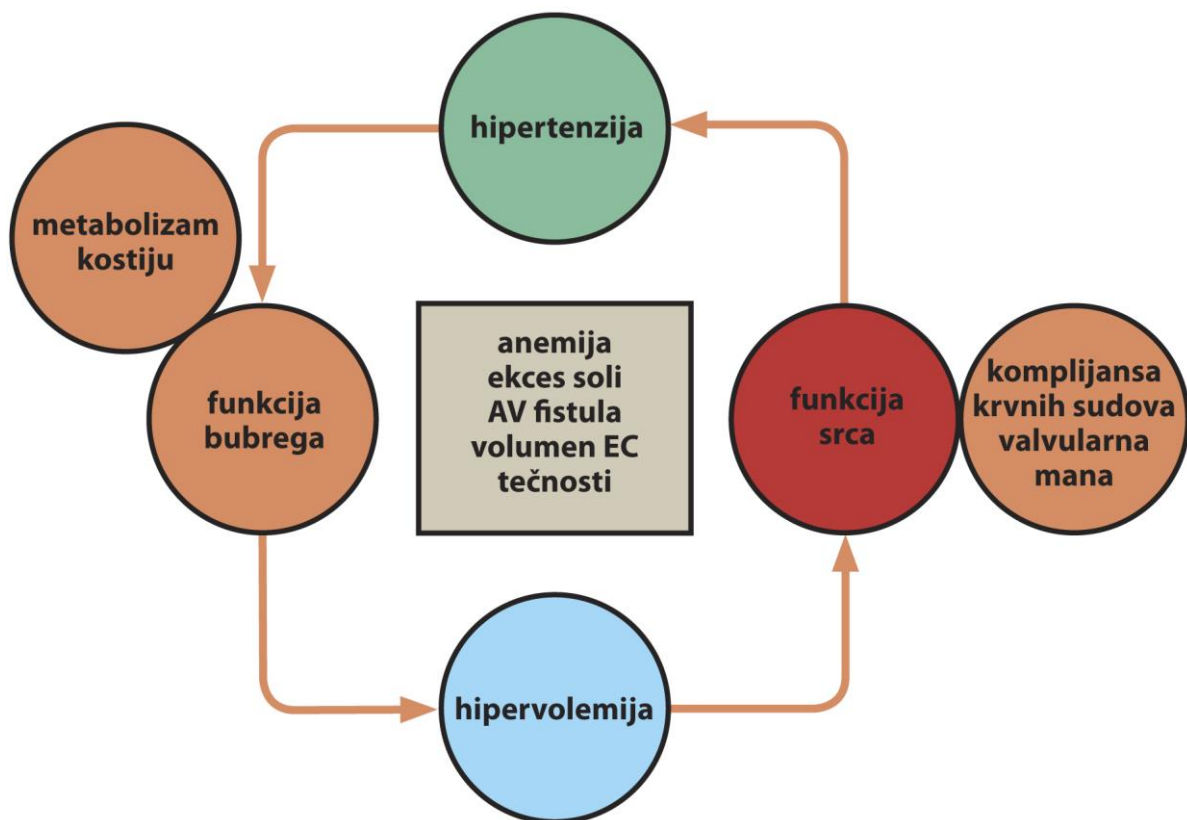 hipertenzija
metabolizam
kostiju
funkcija
bubrega
anemija
ekces soli
AV fistula
volumen EC
tečnosti
funkcija
srca
komplijansa
krvnih sudova
valvularna
mana
hipervolemija